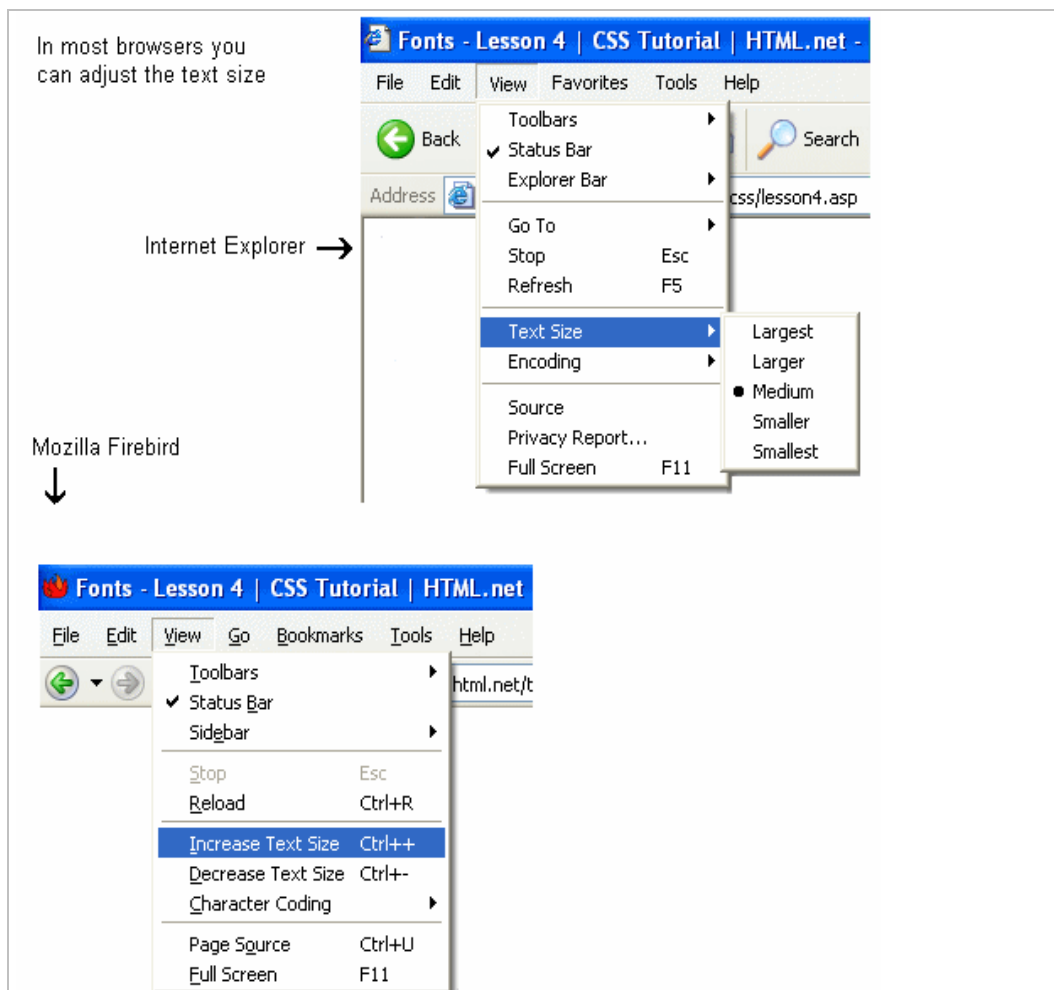 In most browsers you
can adjust the text size
Fonts - Lesson 4 | CSS Tutorial | HTML.net -
File Edit View Favorites Tools Help
Back Search
Toolbars
Status Bar
Explorer Bar
Address css/lesson4.asp
Go To
Internet Explorer
Stop Esc
Refresh F5
Text Size
Encoding
Source
Privacy Report...
Full Screen F11
Largest
Larger
Medium
Smaller
Smallest
Mozilla Firebird
Fonts - Lesson 4 | CSS Tutorial | HTML.net
File Edit View Go Bookmarks Tools Help
html.net/t
Toolbars
Status Bar
Sidebar
Stop Esc
Reload Ctrl+R
Increase Text Size Ctrl++
Decrease Text Size Ctrl+-
Character Coding
Page Source Ctrl+U
Full Screen F11